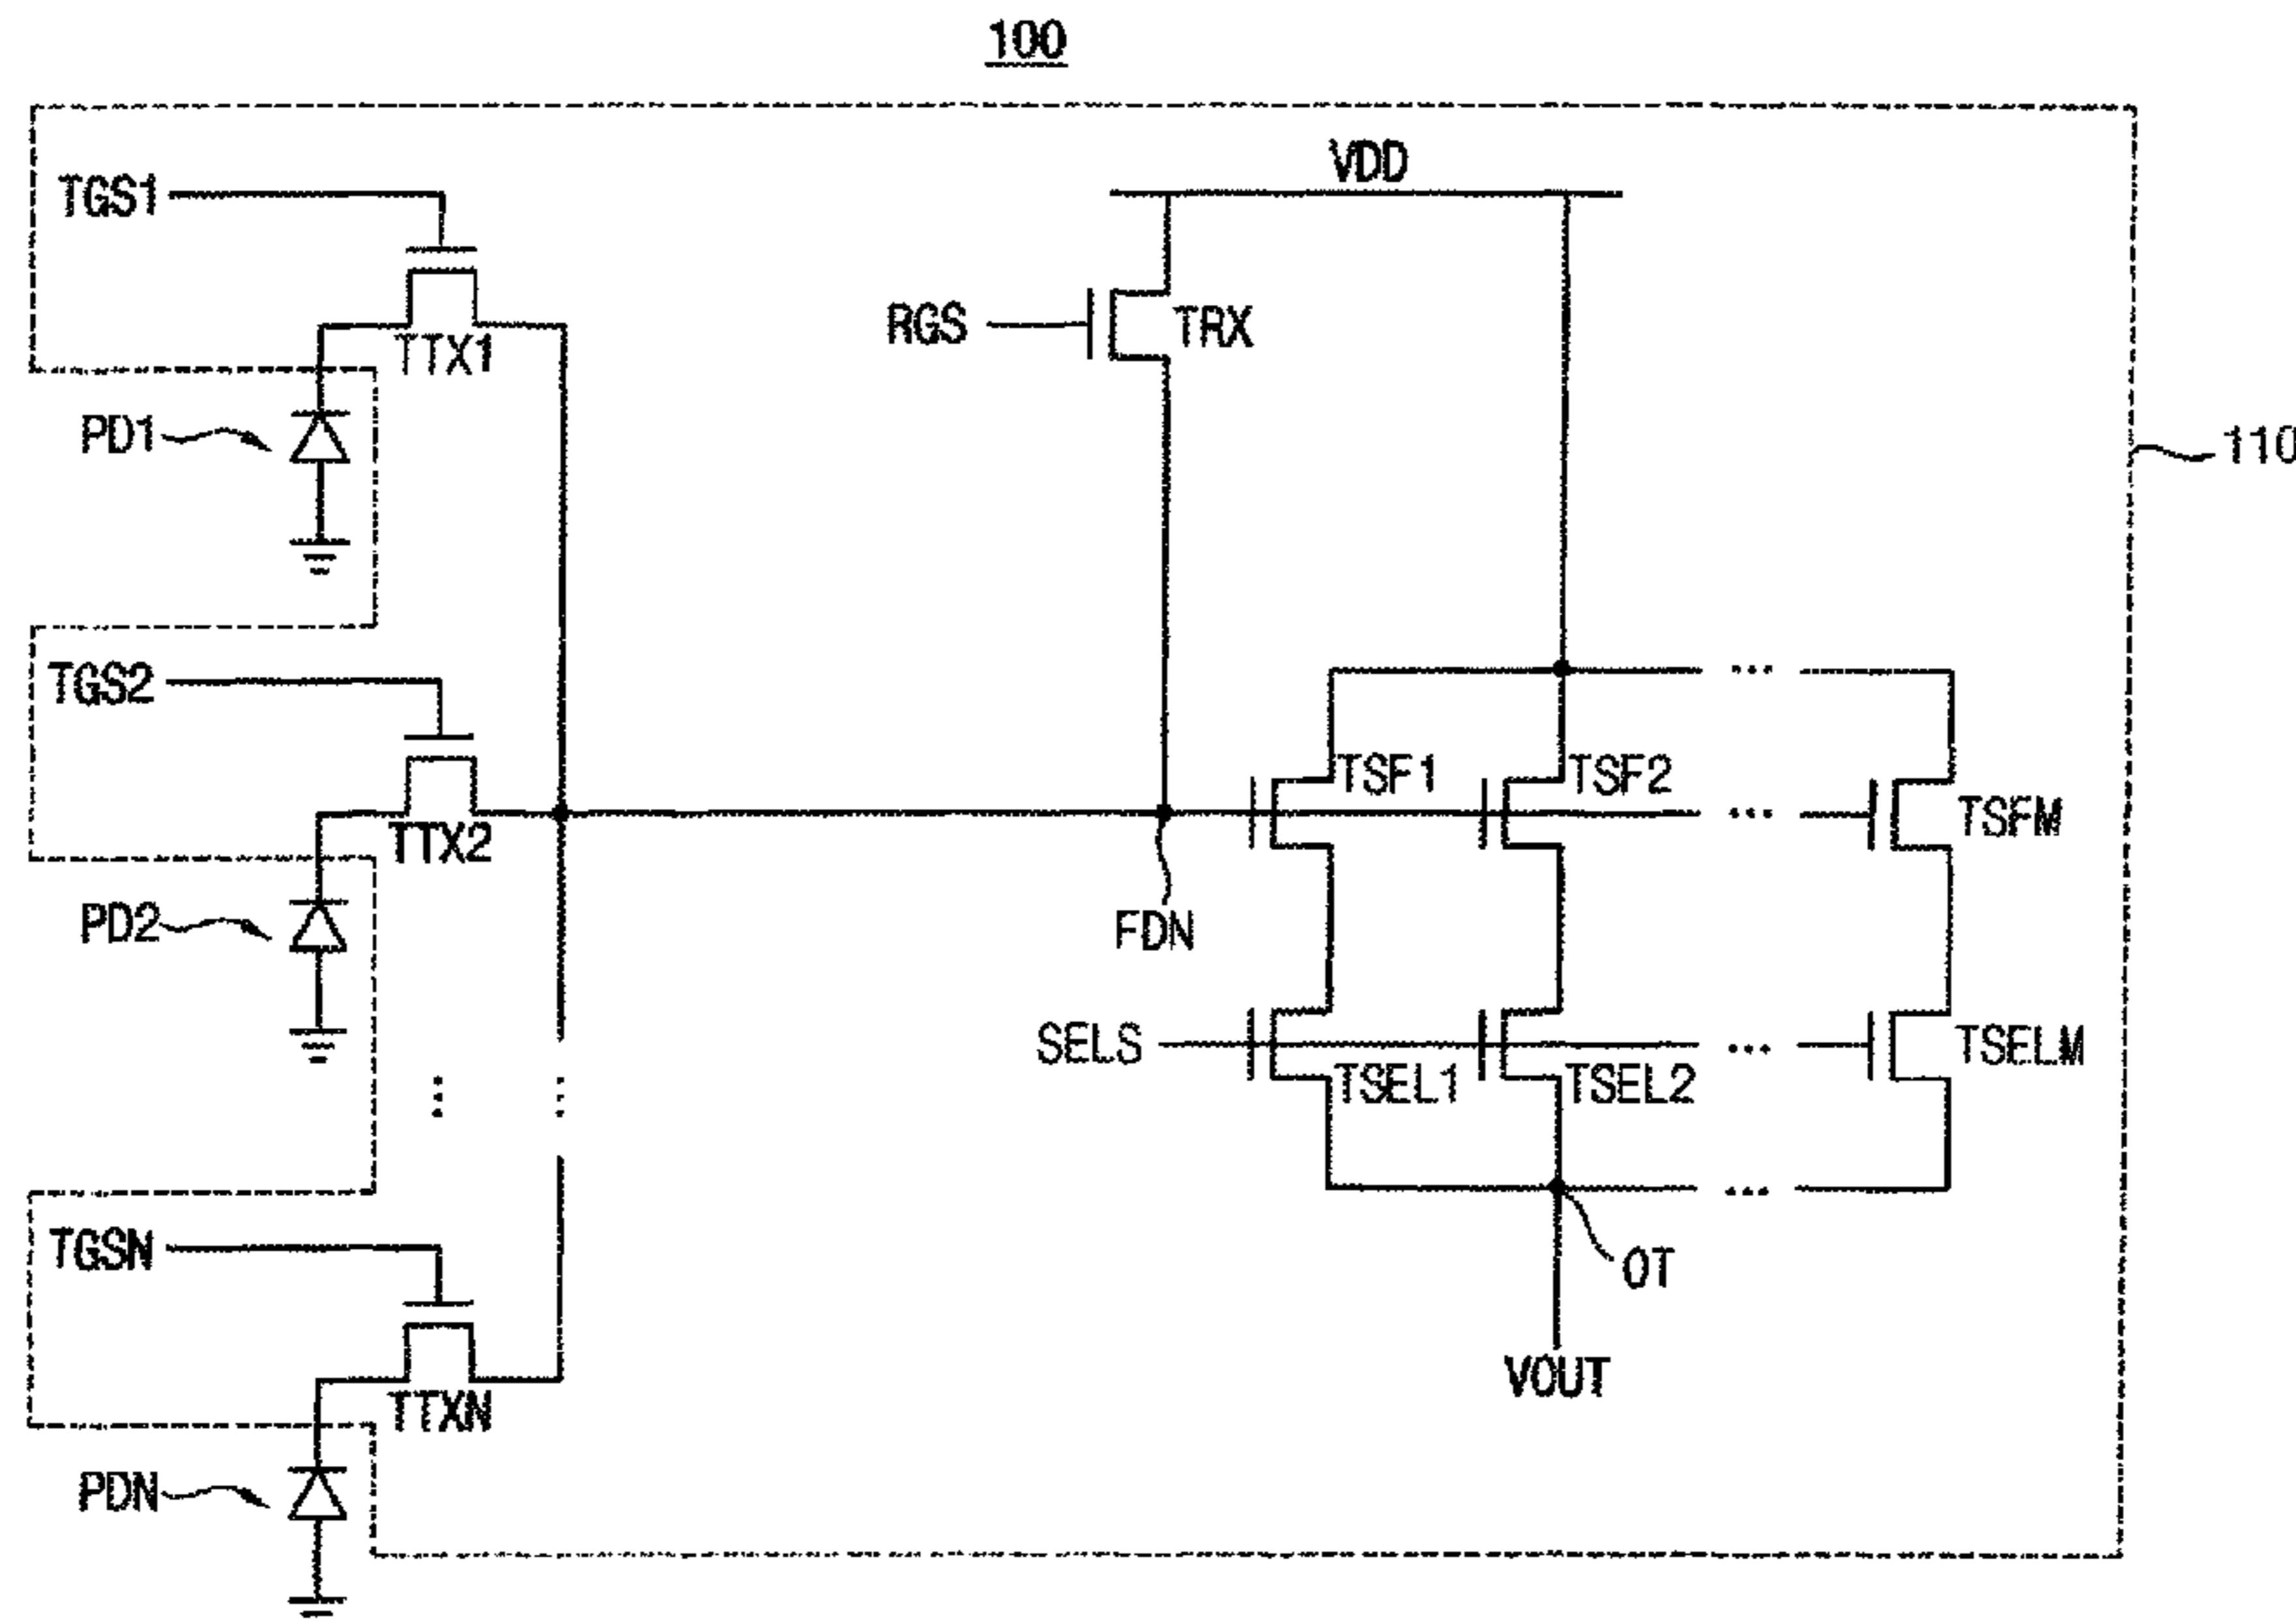 100
VDD
TGS1
RGS
TRX
TTX1
PD1
110
TGS2
TSF1
TSF2
TSFM
TTX2
PD2
FDN
SELS
TSEL1
TSEL2
TSELM
TGSN
OT
VOUT
TTXN
PDN